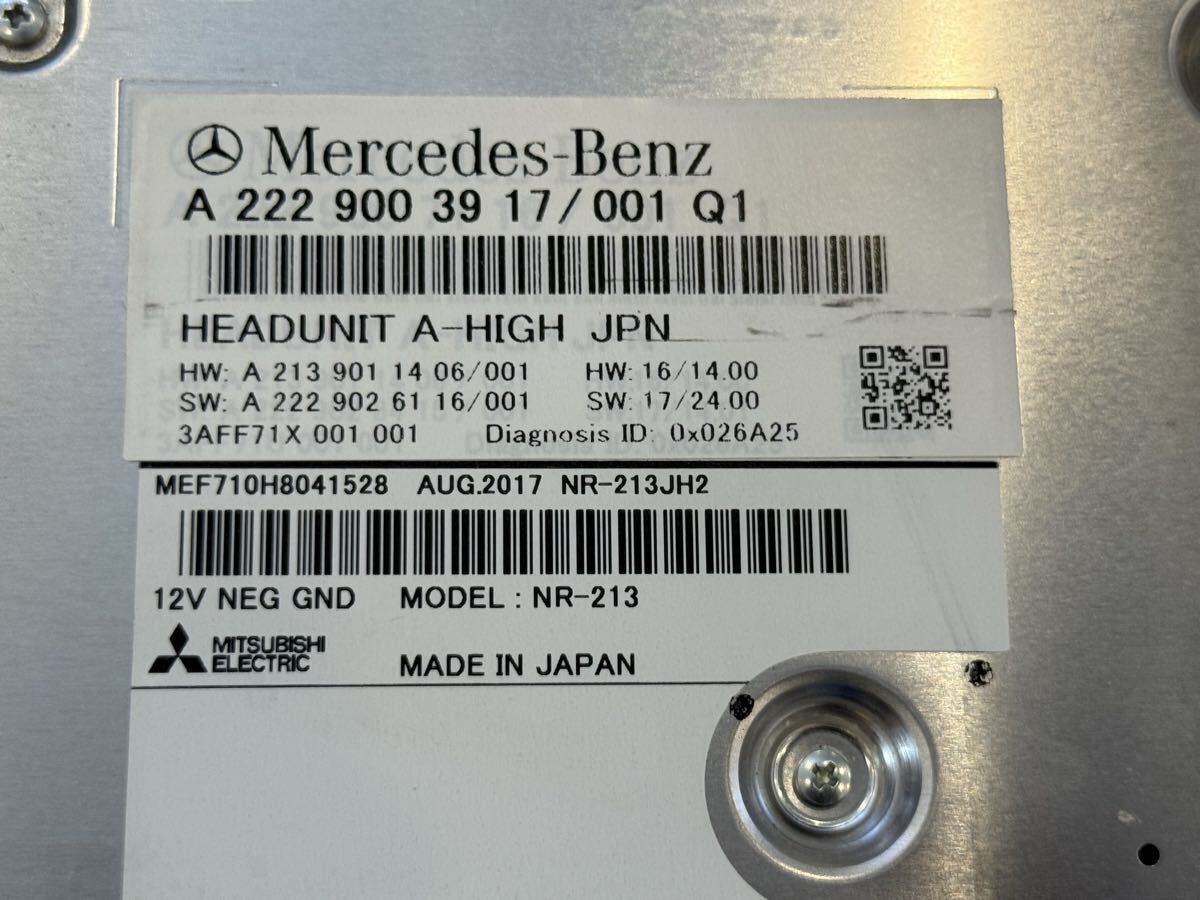 Mercedes-Benz
A 222 900 39 17/001 Q1
HEADUNIT A-HIGH JPN
HW: A 213 901 14 06/001 HW: 16/14.00
SW: A 222 902 61 16/001 SW: 17/24.00
3AFF71X 001 001 Diagnosis ID: 0x026A25
MEF710H8041528 AUG.2017 NR-213JH2
12V NEG GND MODEL : NR-213
MITSUBISHI
ELECTRIC
MADE IN JAPAN